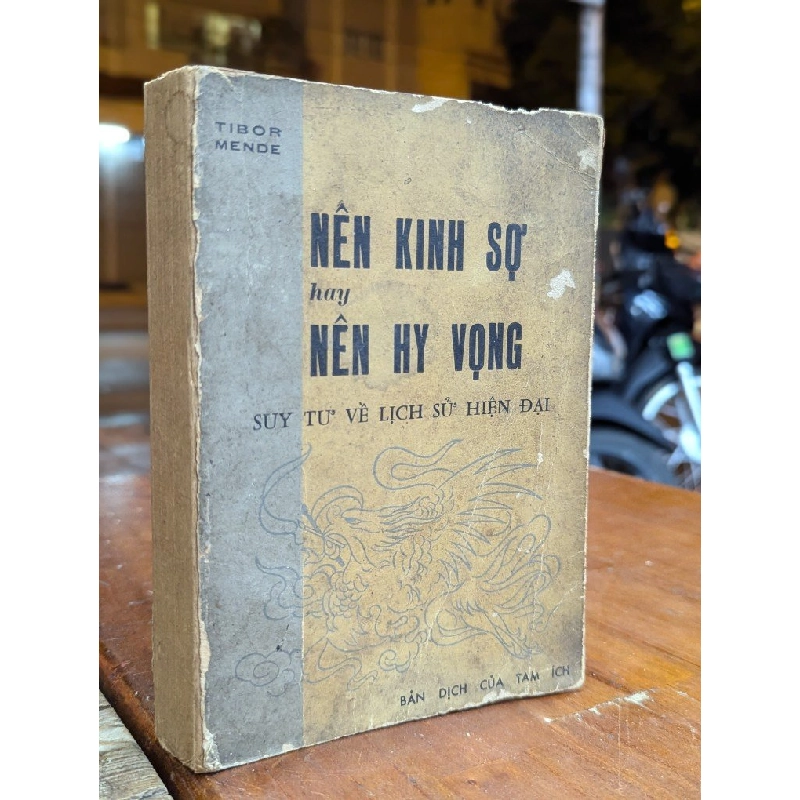 TIBOR
MENDE
NÊN KINH SỢ
hay
NÊN HY VỌNG
SUY TƯ VỀ LỊCH SỬ HIỆN ĐẠI
BẢN DỊCH CỦA TAM ÍCH